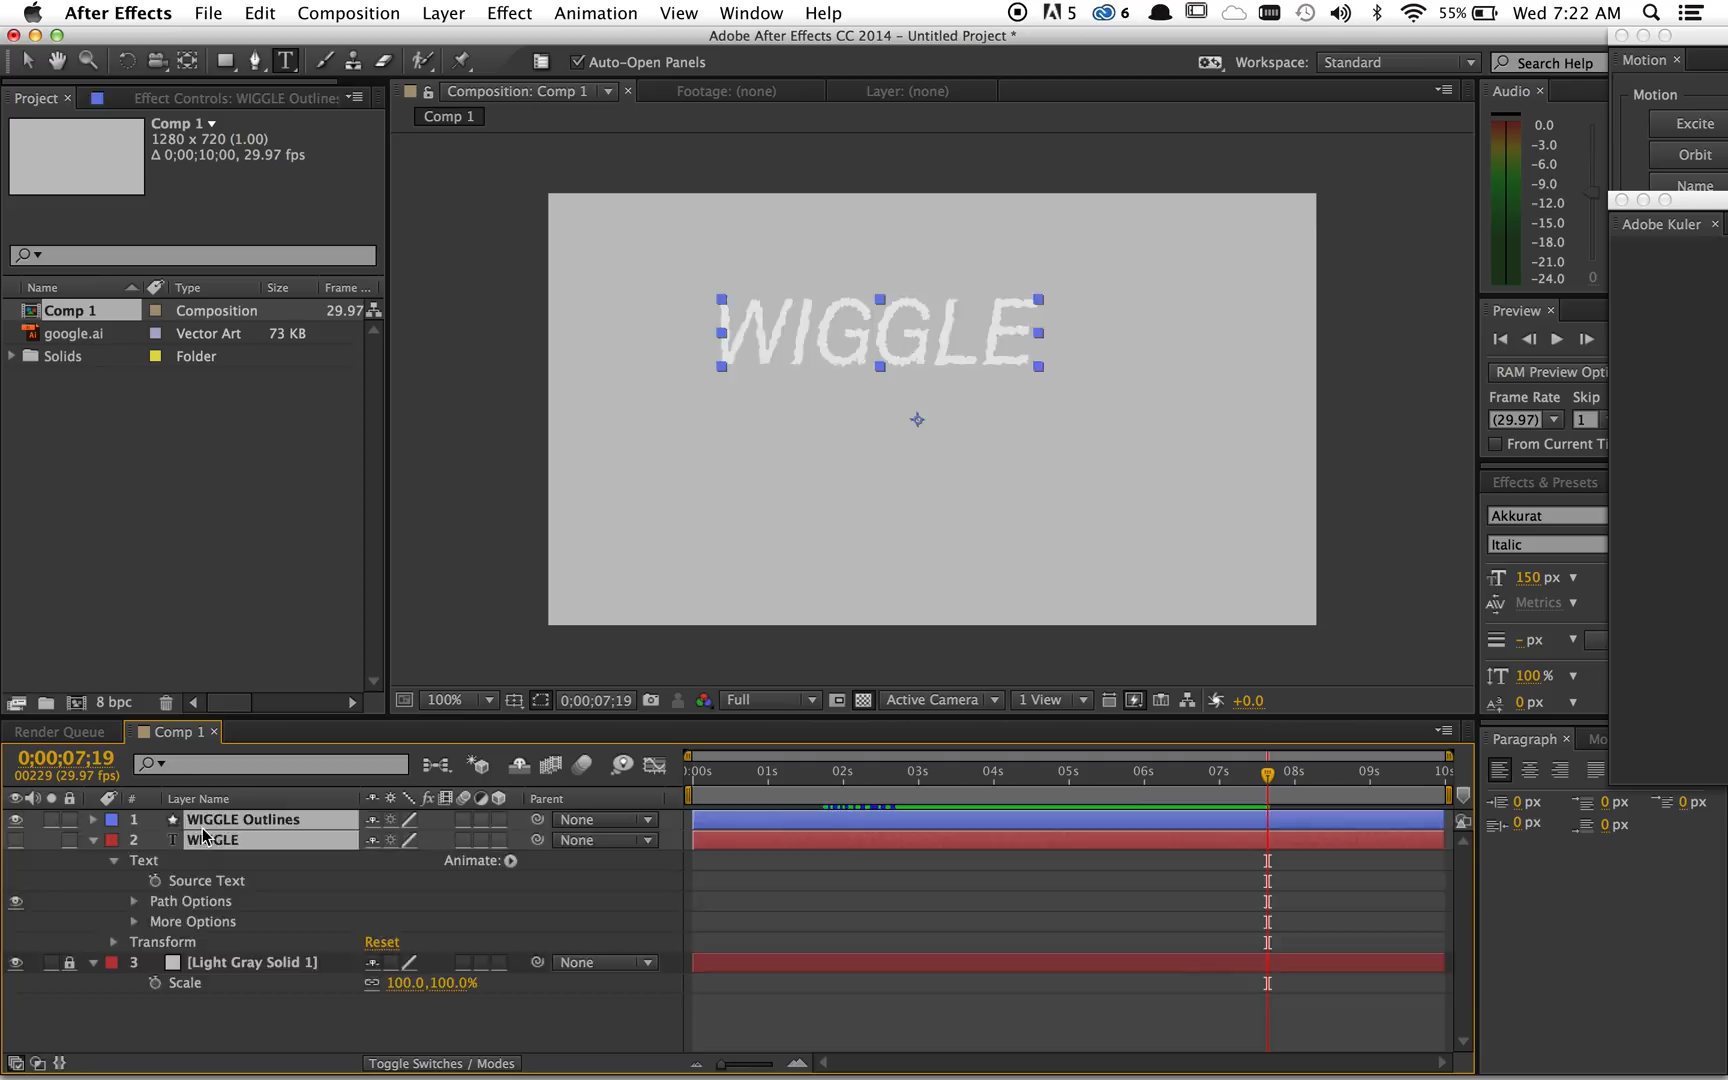 After Effects File Edit Composition Layer Effect Animation View Window Help 5 6 55% Wed 7:22 AM
Adobe After Effects CC 2014 – Untitled Project *
T Auto-Open Panels Workspace: Standard Search Help
Project × Effect Controls: WIGGLE Outline:
Comp 1
1280 x 720 (1.00)
Δ 0;00;10;00, 29.97 fps
Name Type Size Frame ...
Comp 1 Composition 29.97
google.ai Vector Art 73 KB
Solids Folder
8 bpc
Composition: Comp 1 × Footage: (none) Layer: (none)
Comp 1
WIGGLE
100% 0;00;07;19 Full Active Camera 1 View +0.0
Audio ×
0.0
-3.0
-6.0
-9.0
-12.0
-15.0
-18.0
-21.0
-24.0
0
Motion ×
Motion
Excite
Orbit
Name
Adobe Kuler ×
Preview ×
RAM Preview Opti
Frame Rate Skip
(29.97) 1
From Current Ti
Effects & Presets
Akkurat
Italic
150 px
Metrics
- px
100 %
0 px
Paragraph × Mo
0 px 0 px 0 px
0 px 0 px
Render Queue Comp 1 ×
0;00;07;19
00229 (29.97 fps)
:00s 01s 02s 03s 04s 05s 06s 07s 08s 09s 10s
# Layer Name fx Parent
1 WIGGLE Outlines None
2 T WIGGLE None
Text Animate:
Source Text
Path Options
More Options
Transform Reset
3 [Light Gray Solid 1] None
Scale 100.0,100.0%
Toggle Switches / Modes